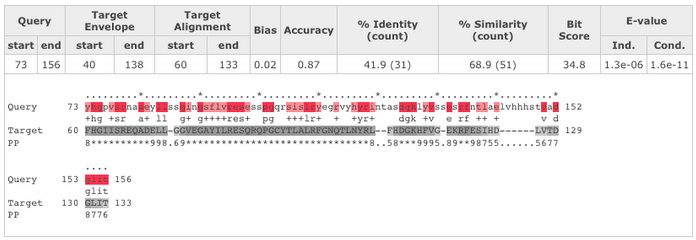 Query Target Envelope Target Alignment Bias Accuracy % Identity (count) % Similarity (count) Bit Score E-value
start end start end start end Ind. Cond.
73 156 40 138 60 133 0.02 0.87 41.9 (31) 68.9 (51) 34.8 1.3e-06 1.6e-11
Query 73 yhgpvsrnaaeyllssgingsflvresesspgqrsislryegrvyhyrintasdgklyvssesrfntlaelvhhhstvad 152
+hg +sr a+ ll g+ g++++res+ pg +++lr+ + +yr+ dgk +v e rf ++ + v d
Target 60 FHGIISREQADELL-GGVEGAYILRESQRQPGCYTLALRFGNQTLNYRL--FHDGKHFVG-EKRFESIHD------LVTD 129
PP 8************998.69*****************************8..58***9995.89**98755......5677
....
Query 153 glit 156
glit
Target 130 GLIT 133
PP 8776